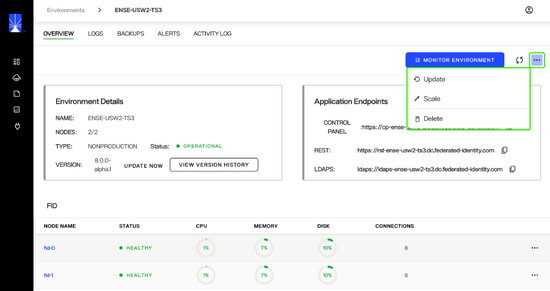 Environments > ENSE-USW2-TS3
OVERVIEW LOGS BACKUPS ALERTS ACTIVITY LOG
MONITOR ENVIRONMENT
Update
Scale
Delete
Environment Details
NAME: ENSE-USW2-TS3
NODES: 2/2
TYPE: NONPRODUCTION Status: OPERATIONAL
VERSION: 8.0.0-alpha.1 UPDATE NOW VIEW VERSION HISTORY
Application Endpoints
CONTROL PANEL
REST: https://rst-ense-usw2-ts3.dc.federated-identity.com
LDAPS: ldaps://ldaps-ense-usw2-ts3.dc.federated-identity.com
FID
NODE NAME STATUS CPU MEMORY DISK CONNECTIONS
fid-0 HEALTHY 1% 7% 10% 8
fid-1 HEALTHY 1% 7% 10% 8